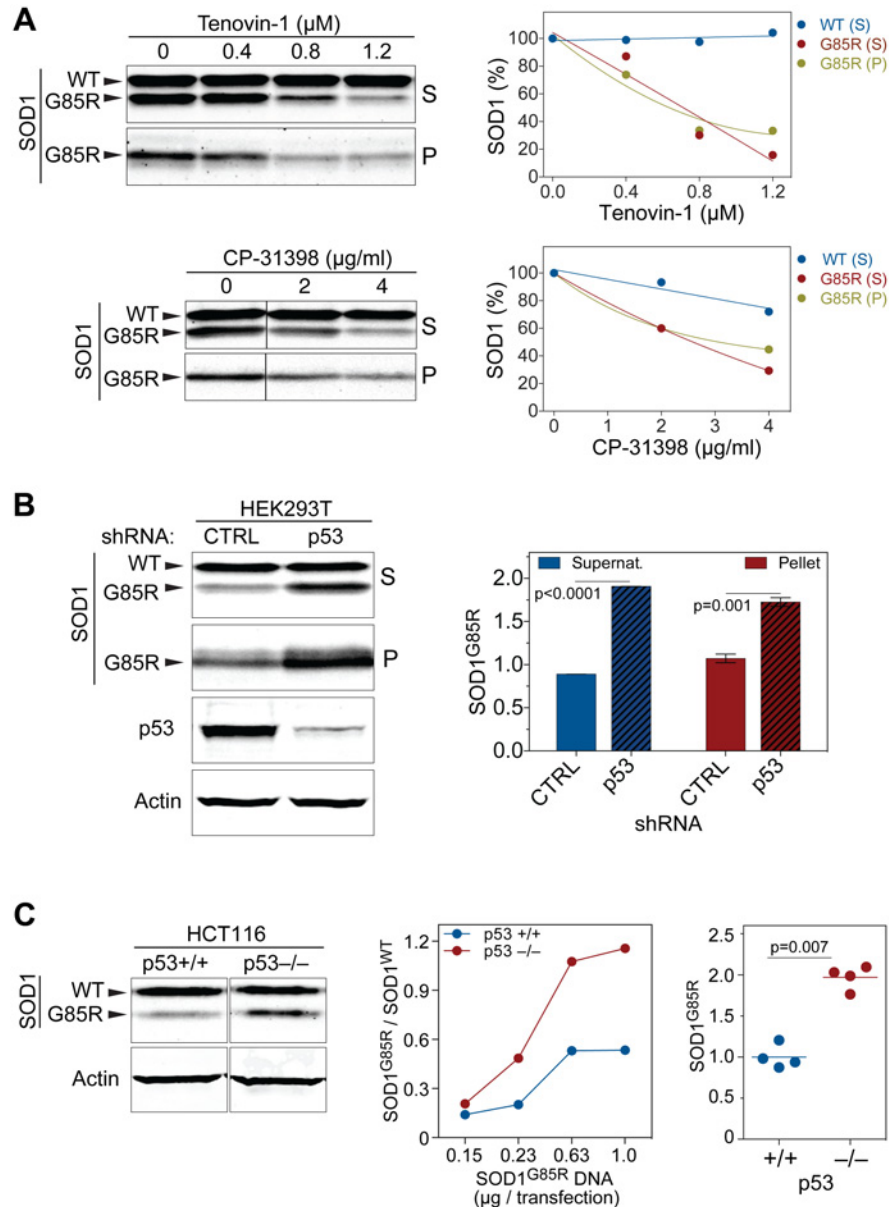 A
Tenovin-1 (µM)
0 0.4 0.8 1.2
SOD1
WT
G85R
S
G85R
P
100
80
60
40
20
0
SOD1 (%)
0.0 0.4 0.8 1.2
Tenovin-1 (µM)
WT (S)
G85R (S)
G85R (P)
CP-31398 (µg/ml)
0 2 4
SOD1
WT
G85R
S
G85R
P
100
80
60
40
20
0
SOD1 (%)
0 1 2 3 4
CP-31398 (µg/ml)
WT (S)
G85R (S)
G85R (P)
B
HEK293T
shRNA: CTRL p53
SOD1
WT
G85R
S
G85R
P
p53
Actin
Supernat. Pellet
p<0.0001
p=0.001
2.0
1.5
1.0
0.5
0.0
SOD1G85R
CTRL p53 CTRL p53
shRNA
C
HCT116
p53+/+ p53–/–
SOD1
WT
G85R
Actin
p53 +/+
p53 –/–
1.2
0.9
0.6
0.3
0
SOD1G85R / SOD1WT
0.15 0.23 0.63 1.0
SOD1G85R DNA
(µg / transfection)
p=0.007
2.5
2.0
1.5
1.0
0.5
0.0
SOD1G85R
+/+ –/–
p53